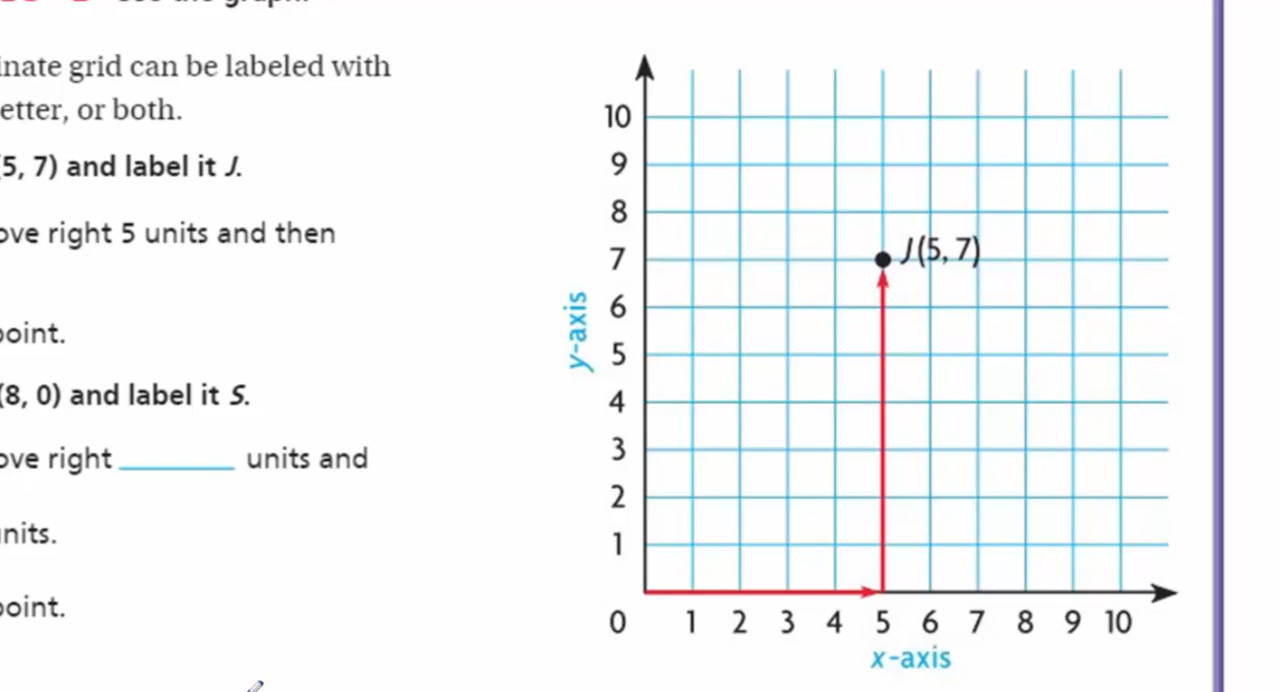 inate grid can be labeled with
etter, or both.
(5, 7) and label it J.
ove right 5 units and then
point.
(8, 0) and label it S.
ove right ______ units and
nits.
point.
10
9
8
7
6
5
4
3
2
1
0
y-axis
J(5, 7)
1 2 3 4 5 6 7 8 9 10
x-axis